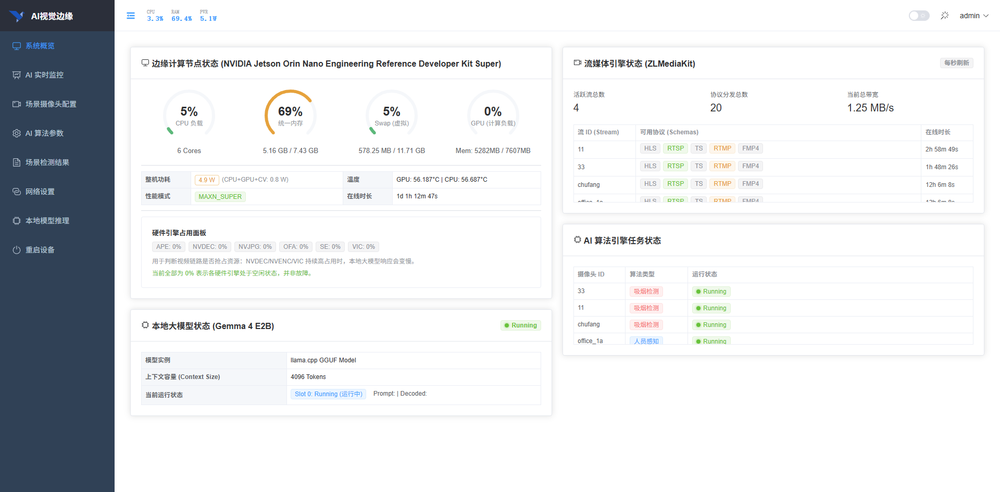 AI视觉边缘
CPU RAM PWR
3.3% 69.4% 5.1W
admin
系统概览
AI 实时监控
场景摄像头配置
AI 算法参数
场景检测结果
网络设置
本地模型推理
重启设备
边缘计算节点状态 (NVIDIA Jetson Orin Nano Engineering Reference Developer Kit Super)
5% 69% 5% 0%
CPU 负载 统一内存 Swap (虚拟) GPU (计算负载)
6 Cores 5.16 GB / 7.43 GB 578.25 MB / 11.71 GB Mem: 5282MB / 7607MB
整机功耗 4.9 W (CPU+GPU+CV: 0.8 W) 温度 GPU: 56.187°C | CPU: 56.687°C
性能模式 MAXN_SUPER 在线时长 1d 1h 12m 47s
硬件引擎占用面板
APE: 0% NVDEC: 0% NVJPG: 0% OFA: 0% SE: 0% VIC: 0%
用于判断视频链路是否抢占资源：NVDEC/NVENC/VIC 持续高占用时，本地大模型响应会变慢。
当前全部为 0% 表示各硬件引擎处于空闲状态，并非故障。
本地大模型状态 (Gemma 4 E2B) Running
模型实例 llama.cpp GGUF Model
上下文容量 (Context Size) 4096 Tokens
当前运行状态 Slot 0: Running (运行中) Prompt: | Decoded:
流媒体引擎状态 (ZLMediaKit) 每秒刷新
活跃流总数 协议分发总数 当前总带宽
4 20 1.25 MB/s
流 ID (Stream) 可用协议 (Schemas) 在线时长
11 HLS RTSP TS RTMP FMP4 2h 58m 49s
33 HLS RTSP TS RTMP FMP4 1h 48m 26s
chufang HLS RTSP TS RTMP FMP4 12h 6m 8s
office_1a HLS RTSP TS RTMP FMP4 12h 6m 8s
AI 算法引擎任务状态
摄像头 ID 算法类型 运行状态
33 吸烟检测 Running
11 吸烟检测 Running
chufang 吸烟检测 Running
office_1a 人员感知 Running